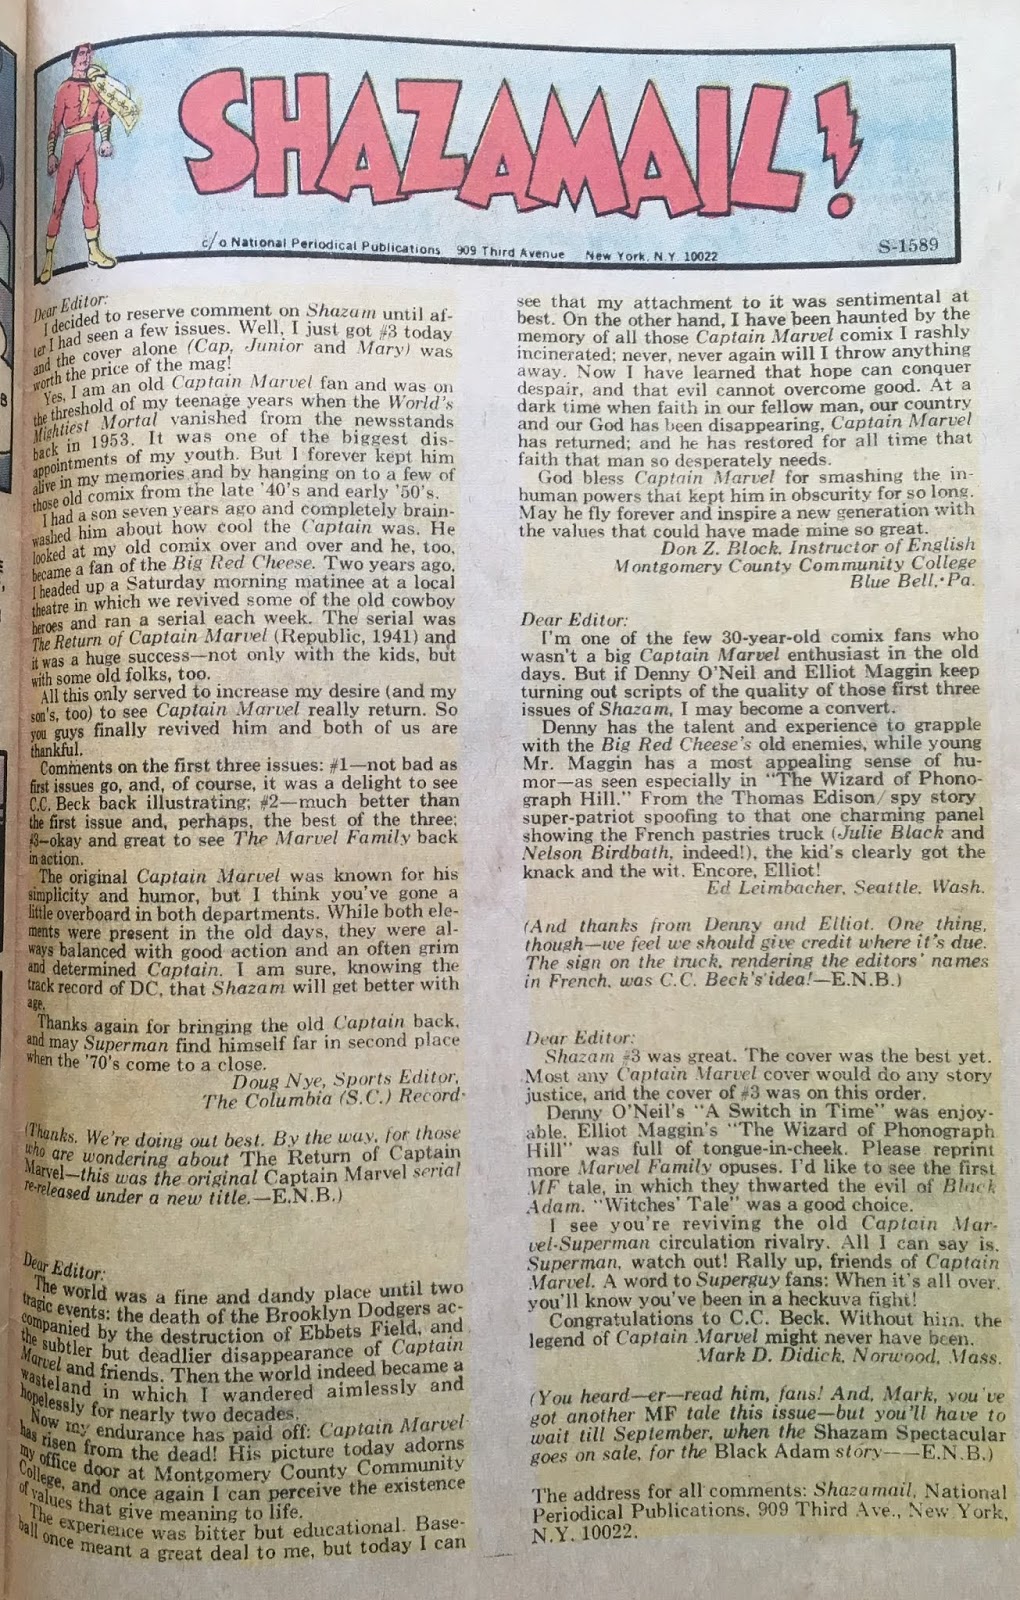 SHAZAMAIL!
c/o National Periodical Publications 909 Third Avenue New York, N.Y. 10022
S-1589
Dear Editor:
I decided to reserve comment on Shazam until af-
ter I had seen a few issues. Well, I just got #3 today
and the cover alone (Cap, Junior and Mary) was
worth the price of the mag!
Yes, I am an old Captain Marvel fan and was on
the threshold of my teenage years when the World's
Mightiest Mortal vanished from the newsstands
back in 1953. It was one of the biggest dis-
appointments of my youth. But I forever kept him
alive in my memories and by hanging on to a few of
those old comix from the late '40's and early '50's.
I had a son seven years ago and completely brain-
washed him about how cool the Captain was. He
looked at my old comix over and over and he, too,
became a fan of the Big Red Cheese. Two years ago,
I headed up a Saturday morning matinee at a local
theatre in which we revived some of the old cowboy
heroes and ran a serial each week. The serial was
The Return of Captain Marvel (Republic, 1941) and
it was a huge success—not only with the kids, but
with some old folks, too.
All this only served to increase my desire (and my
son's, too) to see Captain Marvel really return. So
you guys finally revived him and both of us are
thankful.
Comments on the first three issues: #1—not bad as
first issues go, and, of course, it was a delight to see
C.C. Beck back illustrating; #2—much better than
the first issue and, perhaps, the best of the three;
#3—okay and great to see The Marvel Family back
in action.
The original Captain Marvel was known for his
simplicity and humor, but I think you've gone a
little overboard in both departments. While both ele-
ments were present in the old days, they were al-
ways balanced with good action and an often grim
and determined Captain. I am sure, knowing the
track record of DC, that Shazam will get better with
age.
Thanks again for bringing the old Captain back,
and may Superman find himself far in second place
when the '70's come to a close.
Doug Nye, Sports Editor,
The Columbia (S.C.) Record
(Thanks. We're doing out best. By the way, for those
who are wondering about The Return of Captain
Marvel—this was the original Captain Marvel serial
re-released under a new title.—E.N.B.)
Dear Editor:
The world was a fine and dandy place until two
tragic events: the death of the Brooklyn Dodgers ac-
companied by the destruction of Ebbets Field, and
the subtler but deadlier disappearance of Captain
Marvel and friends. Then the world indeed became a
wasteland in which I wandered aimlessly and
hopelessly for nearly two decades.
Now my endurance has paid off: Captain Marvel
has risen from the dead! His picture today adorns
my office door at Montgomery County Community
College, and once again I can perceive the existence
of values that give meaning to life.
The experience was bitter but educational. Base-
ball once meant a great deal to me, but today I can
see that my attachment to it was sentimental at
best. On the other hand, I have been haunted by the
memory of all those Captain Marvel comix I rashly
incinerated; never, never again will I throw anything
away. Now I have learned that hope can conquer
despair, and that evil cannot overcome good. At a
dark time when faith in our fellow man, our country
and our God has been disappearing, Captain Marvel
has returned; and he has restored for all time that
faith that man so desperately needs.
God bless Captain Marvel for smashing the in-
human powers that kept him in obscurity for so long.
May he fly forever and inspire a new generation with
the values that could have made mine so great.
Don Z. Block, Instructor of English
Montgomery County Community College
Blue Bell, Pa.
Dear Editor:
I'm one of the few 30-year-old comix fans who
wasn't a big Captain Marvel enthusiast in the old
days. But if Denny O'Neil and Elliot Maggin keep
turning out scripts of the quality of those first three
issues of Shazam, I may become a convert.
Denny has the talent and experience to grapple
with the Big Red Cheese's old enemies, while young
Mr. Maggin has a most appealing sense of hu-
mor—as seen especially in "The Wizard of Phono-
graph Hill." From the Thomas Edison/spy story
super-patriot spoofing to that one charming panel
showing the French pastries truck (Julie Black and
Nelson Birdbath, indeed!), the kid's clearly got the
knack and the wit. Encore, Elliot!
Ed Leimbacher, Seattle, Wash.
(And thanks from Denny and Elliot. One thing,
though—we feel we should give credit where it's due.
The sign on the truck, rendering the editors' names
in French, was C.C. Beck's idea!—E.N.B.)
Dear Editor:
Shazam #3 was great. The cover was the best yet.
Most any Captain Marvel cover would do any story
justice, and the cover of #3 was on this order.
Denny O'Neil's "A Switch in Time" was enjoy-
able. Elliot Maggin's "The Wizard of Phonograph
Hill" was full of tongue-in-cheek. Please reprint
more Marvel Family opuses. I'd like to see the first
MF tale, in which they thwarted the evil of Black
Adam. "Witches' Tale" was a good choice.
I see you're reviving the old Captain Mar-
vel-Superman circulation rivalry. All I can say is,
Superman, watch out! Rally up, friends of Captain
Marvel. A word to Superguy fans: When it's all over,
you'll know you've been in a heckuva fight!
Congratulations to C.C. Beck. Without him, the
legend of Captain Marvel might never have been.
Mark D. Didick, Norwood, Mass.
(You heard—er—read him, fans! And, Mark, you've
got another MF tale this issue—but you'll have to
wait till September, when the Shazam Spectacular
goes on sale, for the Black Adam story——E.N.B.)
The address for all comments: Shazamail, National
Periodical Publications, 909 Third Ave., New York,
N.Y. 10022.